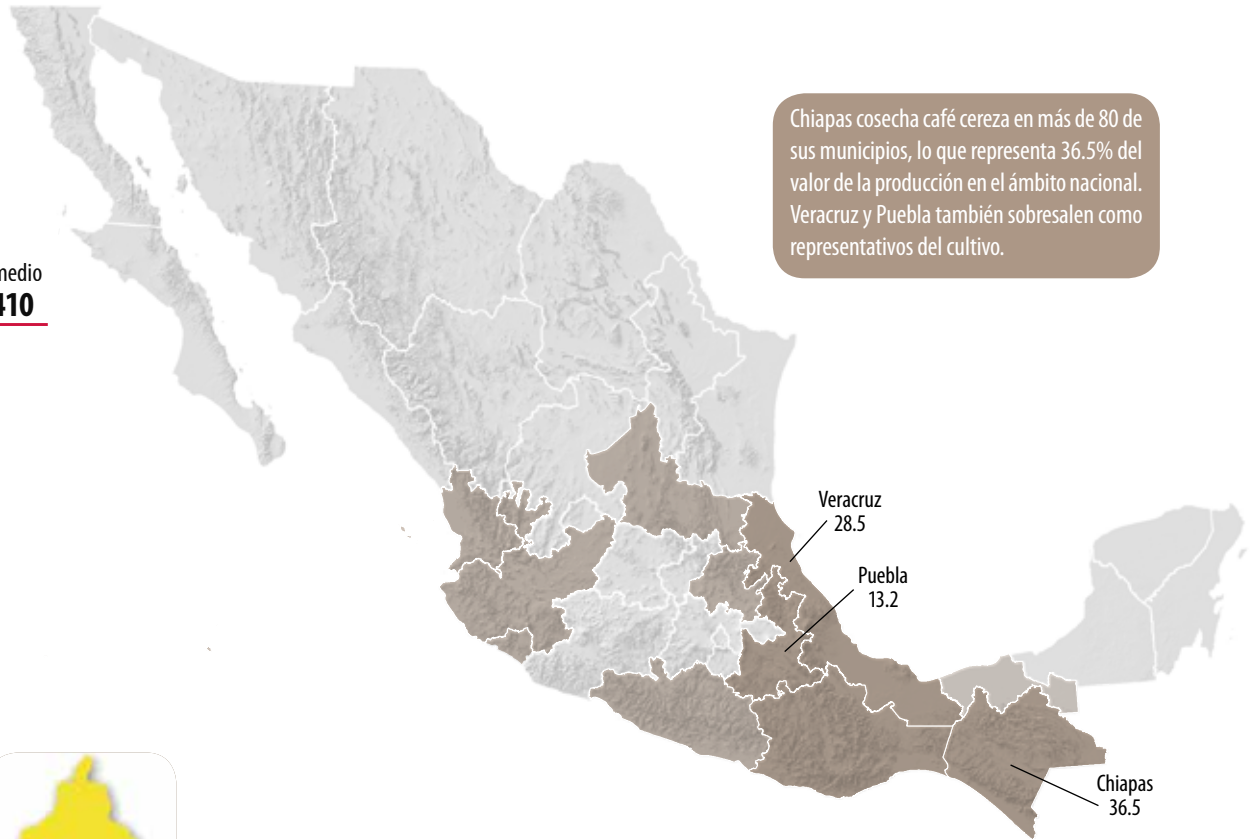 Chiapas cosecha café cereza en más de 80 de
sus municipios, lo que representa 36.5% del
valor de la producción en el ámbito nacional.
Veracruz y Puebla también sobresalen como
representativos del cultivo.
medio
410
Veracruz
28.5
Puebla
13.2
Chiapas
36.5